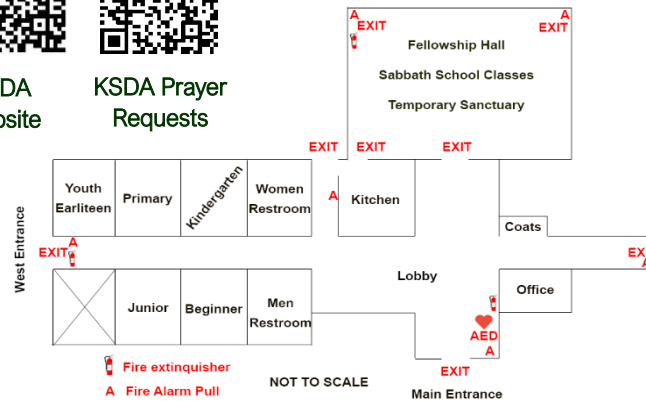 DA
KSDA Prayer
Requests
A
A
EXIT
EXIT
Fellowship Hall
Sabbath School Classes
Temporary Sanctuary
EXIT
EXIT
EXIT
Youth
Earliteen
Primary
Kindergarten
Women
Restroom
A
Kitchen
Coats
West Entrance
A
EXIT
Lobby
A
Junior
Beginner
Men
Restroom
Office
AED
A
EXIT
Fire extinguisher
A Fire Alarm Pull
NOT TO SCALE
Main Entrance